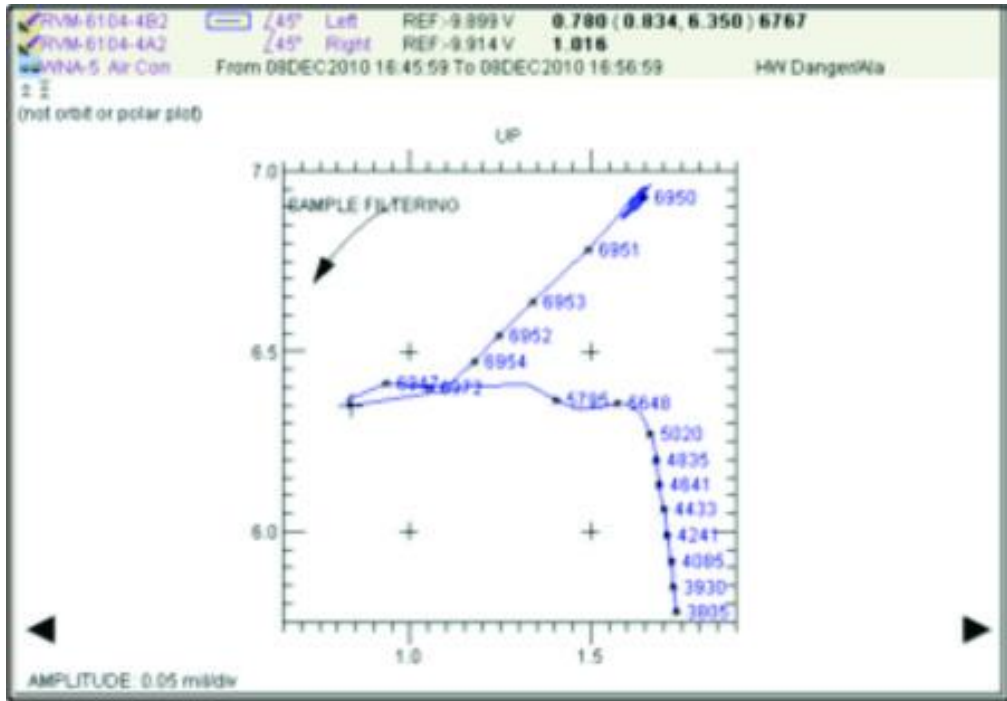 RVM-6104-4B2 ∠45° Left REF:-9.899 V 0.780 ( 0.834, 6.350 ) 6767
RVM-6104-4A2 ∠45° Right REF:-9.914 V 1.016
WNA-5 Air Con From 08DEC2010 16:45:59 To 08DEC2010 16:56:59 HW Danger/Ala
(not orbit or polar plot)
UP
7.0
SAMPLE FILTERING
6950
6951
6953
6952
6.5
6954
6972
5648
5020
4835
4641
4433
6.0
4241
4085
3930
3805
1.0 1.5
AMPLITUDE: 0.05 mil/div